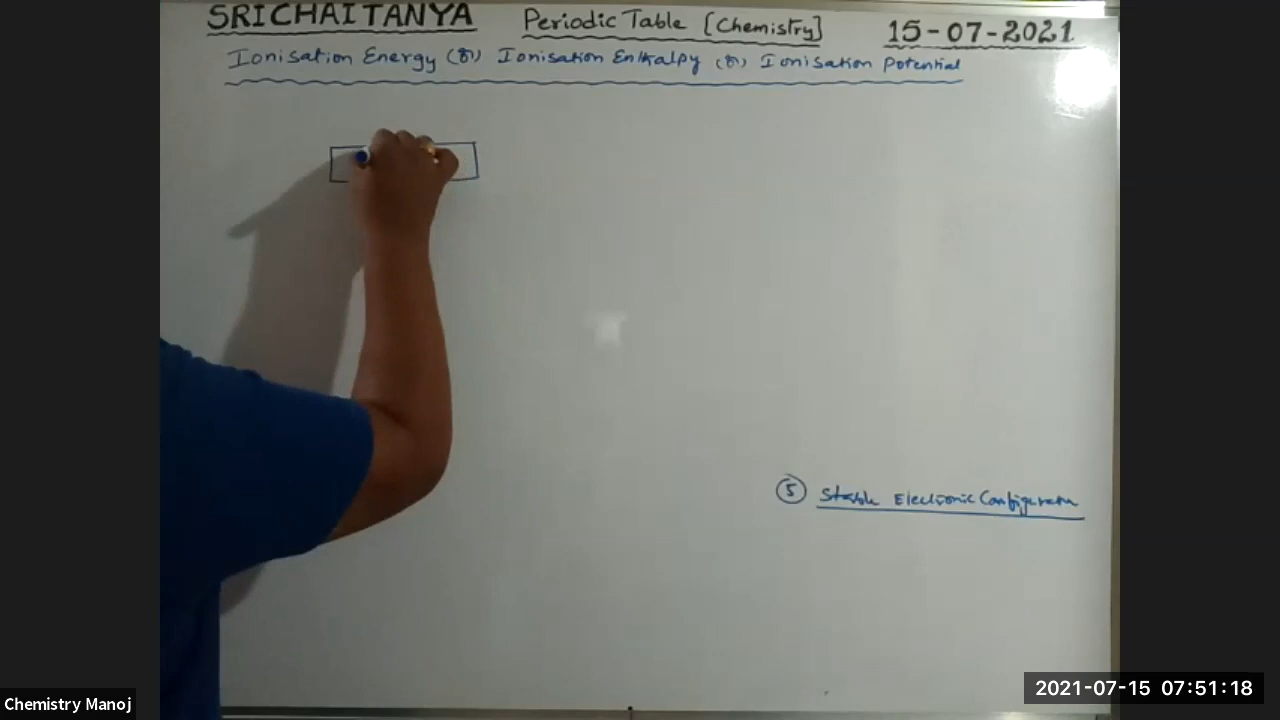 SRICHAITANYA Periodic Table [Chemistry] 15-07-2021
Ionisation Energy (or) Ionisation Enthalpy (or) Ionisation Potential
5 Stable Electronic Configuration
Chemistry Manoj
2021-07-15 07:51:18